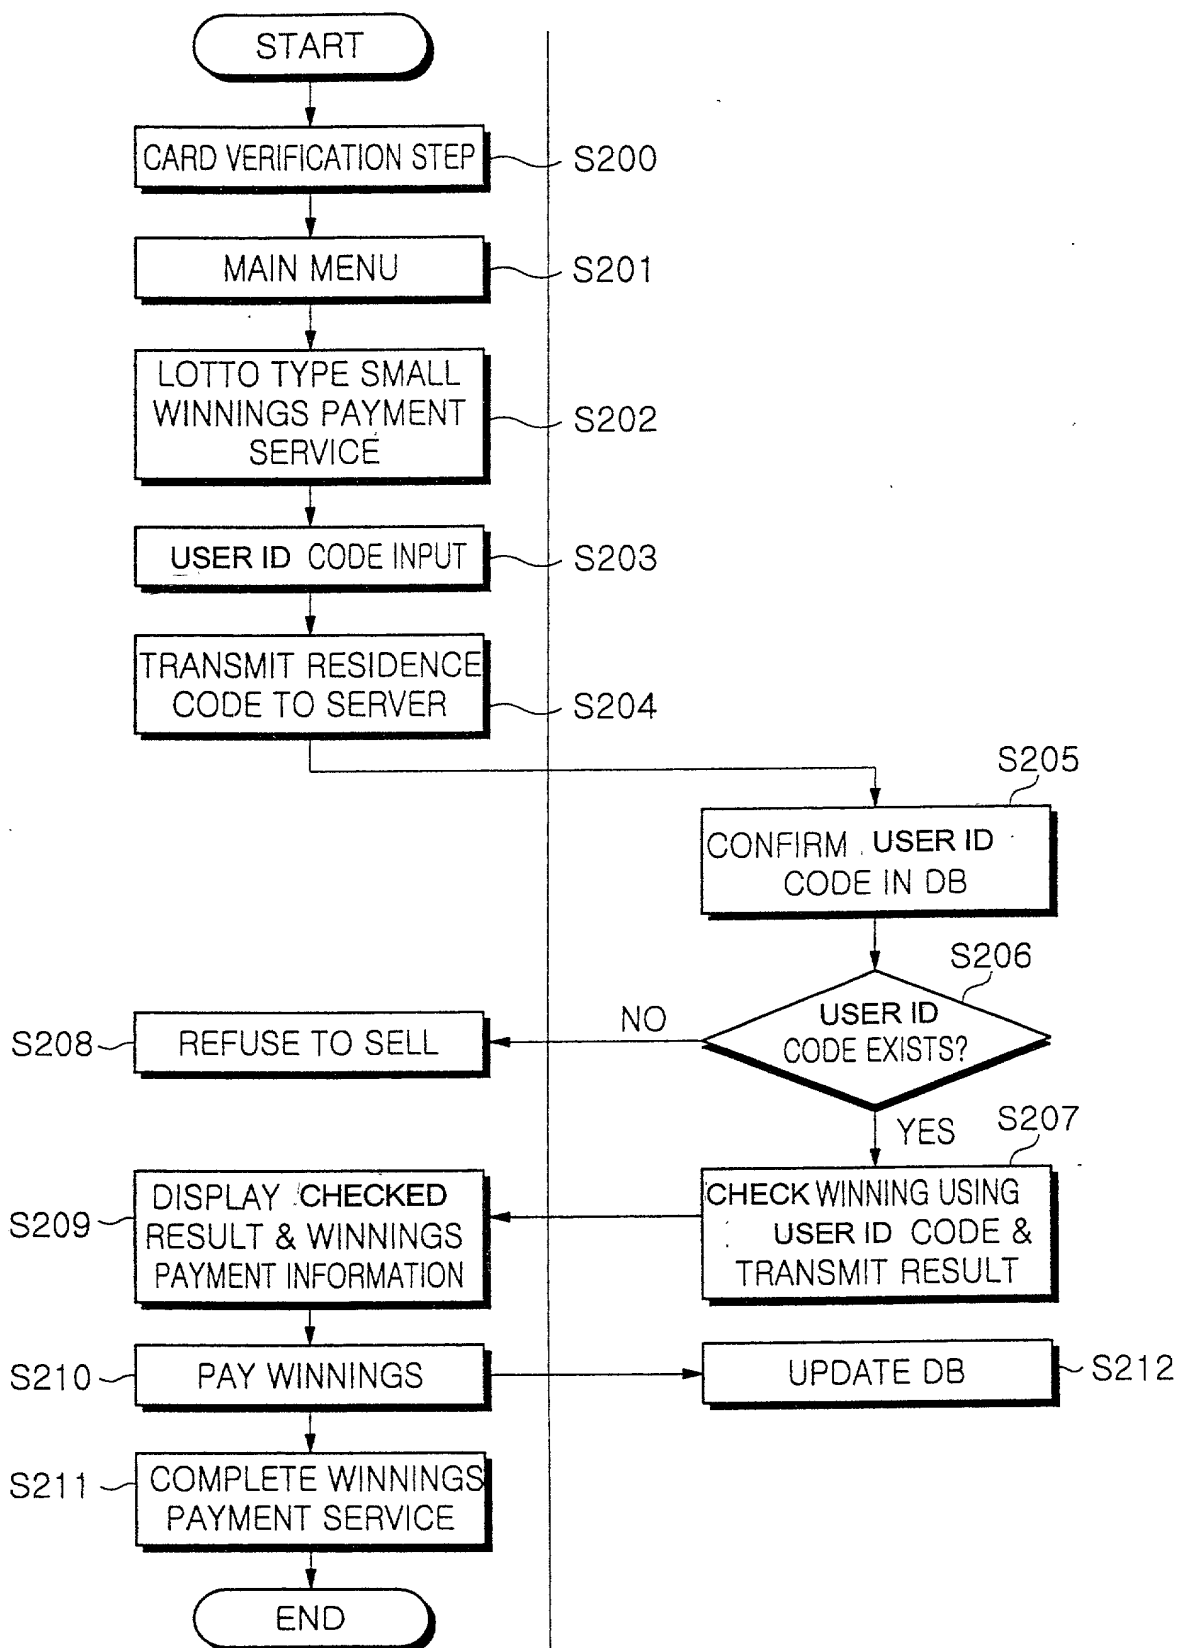 START
CARD VERIFICATION STEP
S200
MAIN MENU
S201
LOTTO TYPE SMALL
WINNINGS PAYMENT
SERVICE
S202
USER ID CODE INPUT
S203
TRANSMIT RESIDENCE
CODE TO SERVER
S204
S205
CONFIRM USER ID
CODE IN DB
S206
USER ID
CODE EXISTS?
NO
S208
REFUSE TO SELL
YES
S207
CHECK WINNING USING
USER ID CODE &
TRANSMIT RESULT
S209
DISPLAY CHECKED
RESULT & WINNINGS
PAYMENT INFORMATION
S210
PAY WINNINGS
UPDATE DB
S212
S211
COMPLETE WINNINGS
PAYMENT SERVICE
END